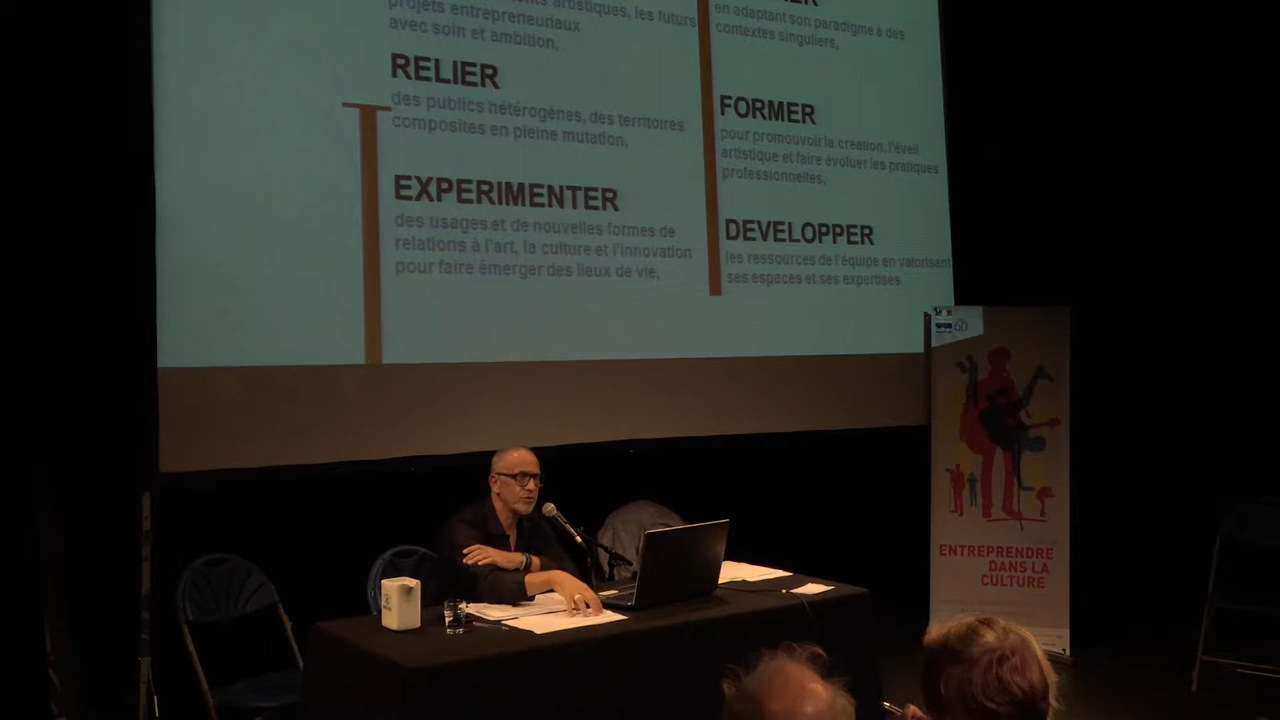 artistiques, les futurs
projets entrepreneuriaux
avec soin et ambition,
RELIER
des publics hétérogènes, des territoires
composites en pleine mutation,
EXPERIMENTER
des usages et de nouvelles formes de
relations à l'art, la culture et l'innovation
pour faire émerger des lieux de vie,
en adaptant son paradigme à des
contextes singuliers,
FORMER
pour promouvoir la création, l'éveil
artistique et faire évoluer les pratiques
professionnelles,
DEVELOPPER
les ressources de l'équipe en valorisant
ses espaces et ses expertises.
ENTREPRENDRE
DANS LA
CULTURE